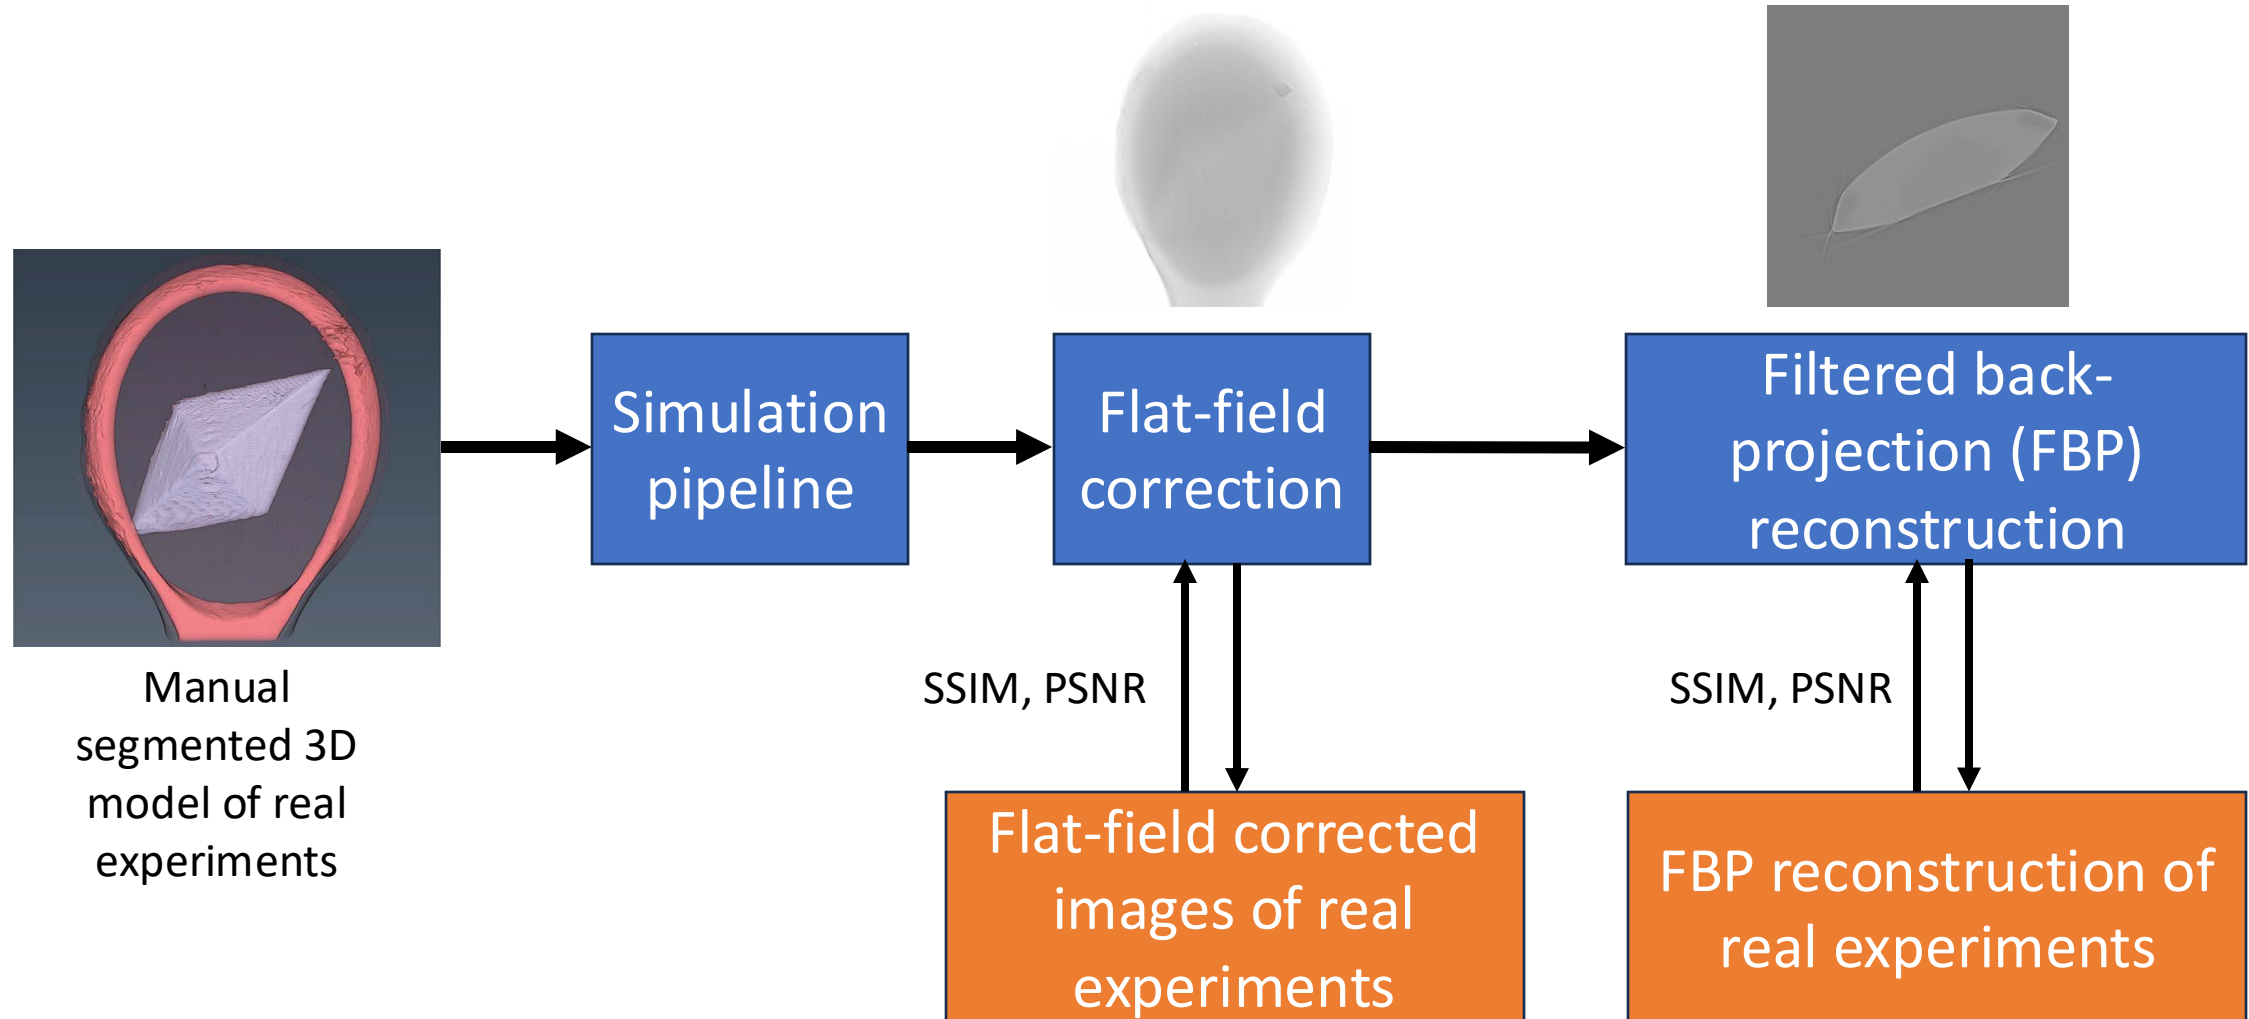 Manual
segmented 3D
model of real
experiments
Simulation
pipeline
Flat-field
correction
Filtered back-
projection (FBP)
reconstruction
SSIM, PSNR
SSIM, PSNR
Flat-field corrected
images of real
experiments
FBP reconstruction of
real experiments